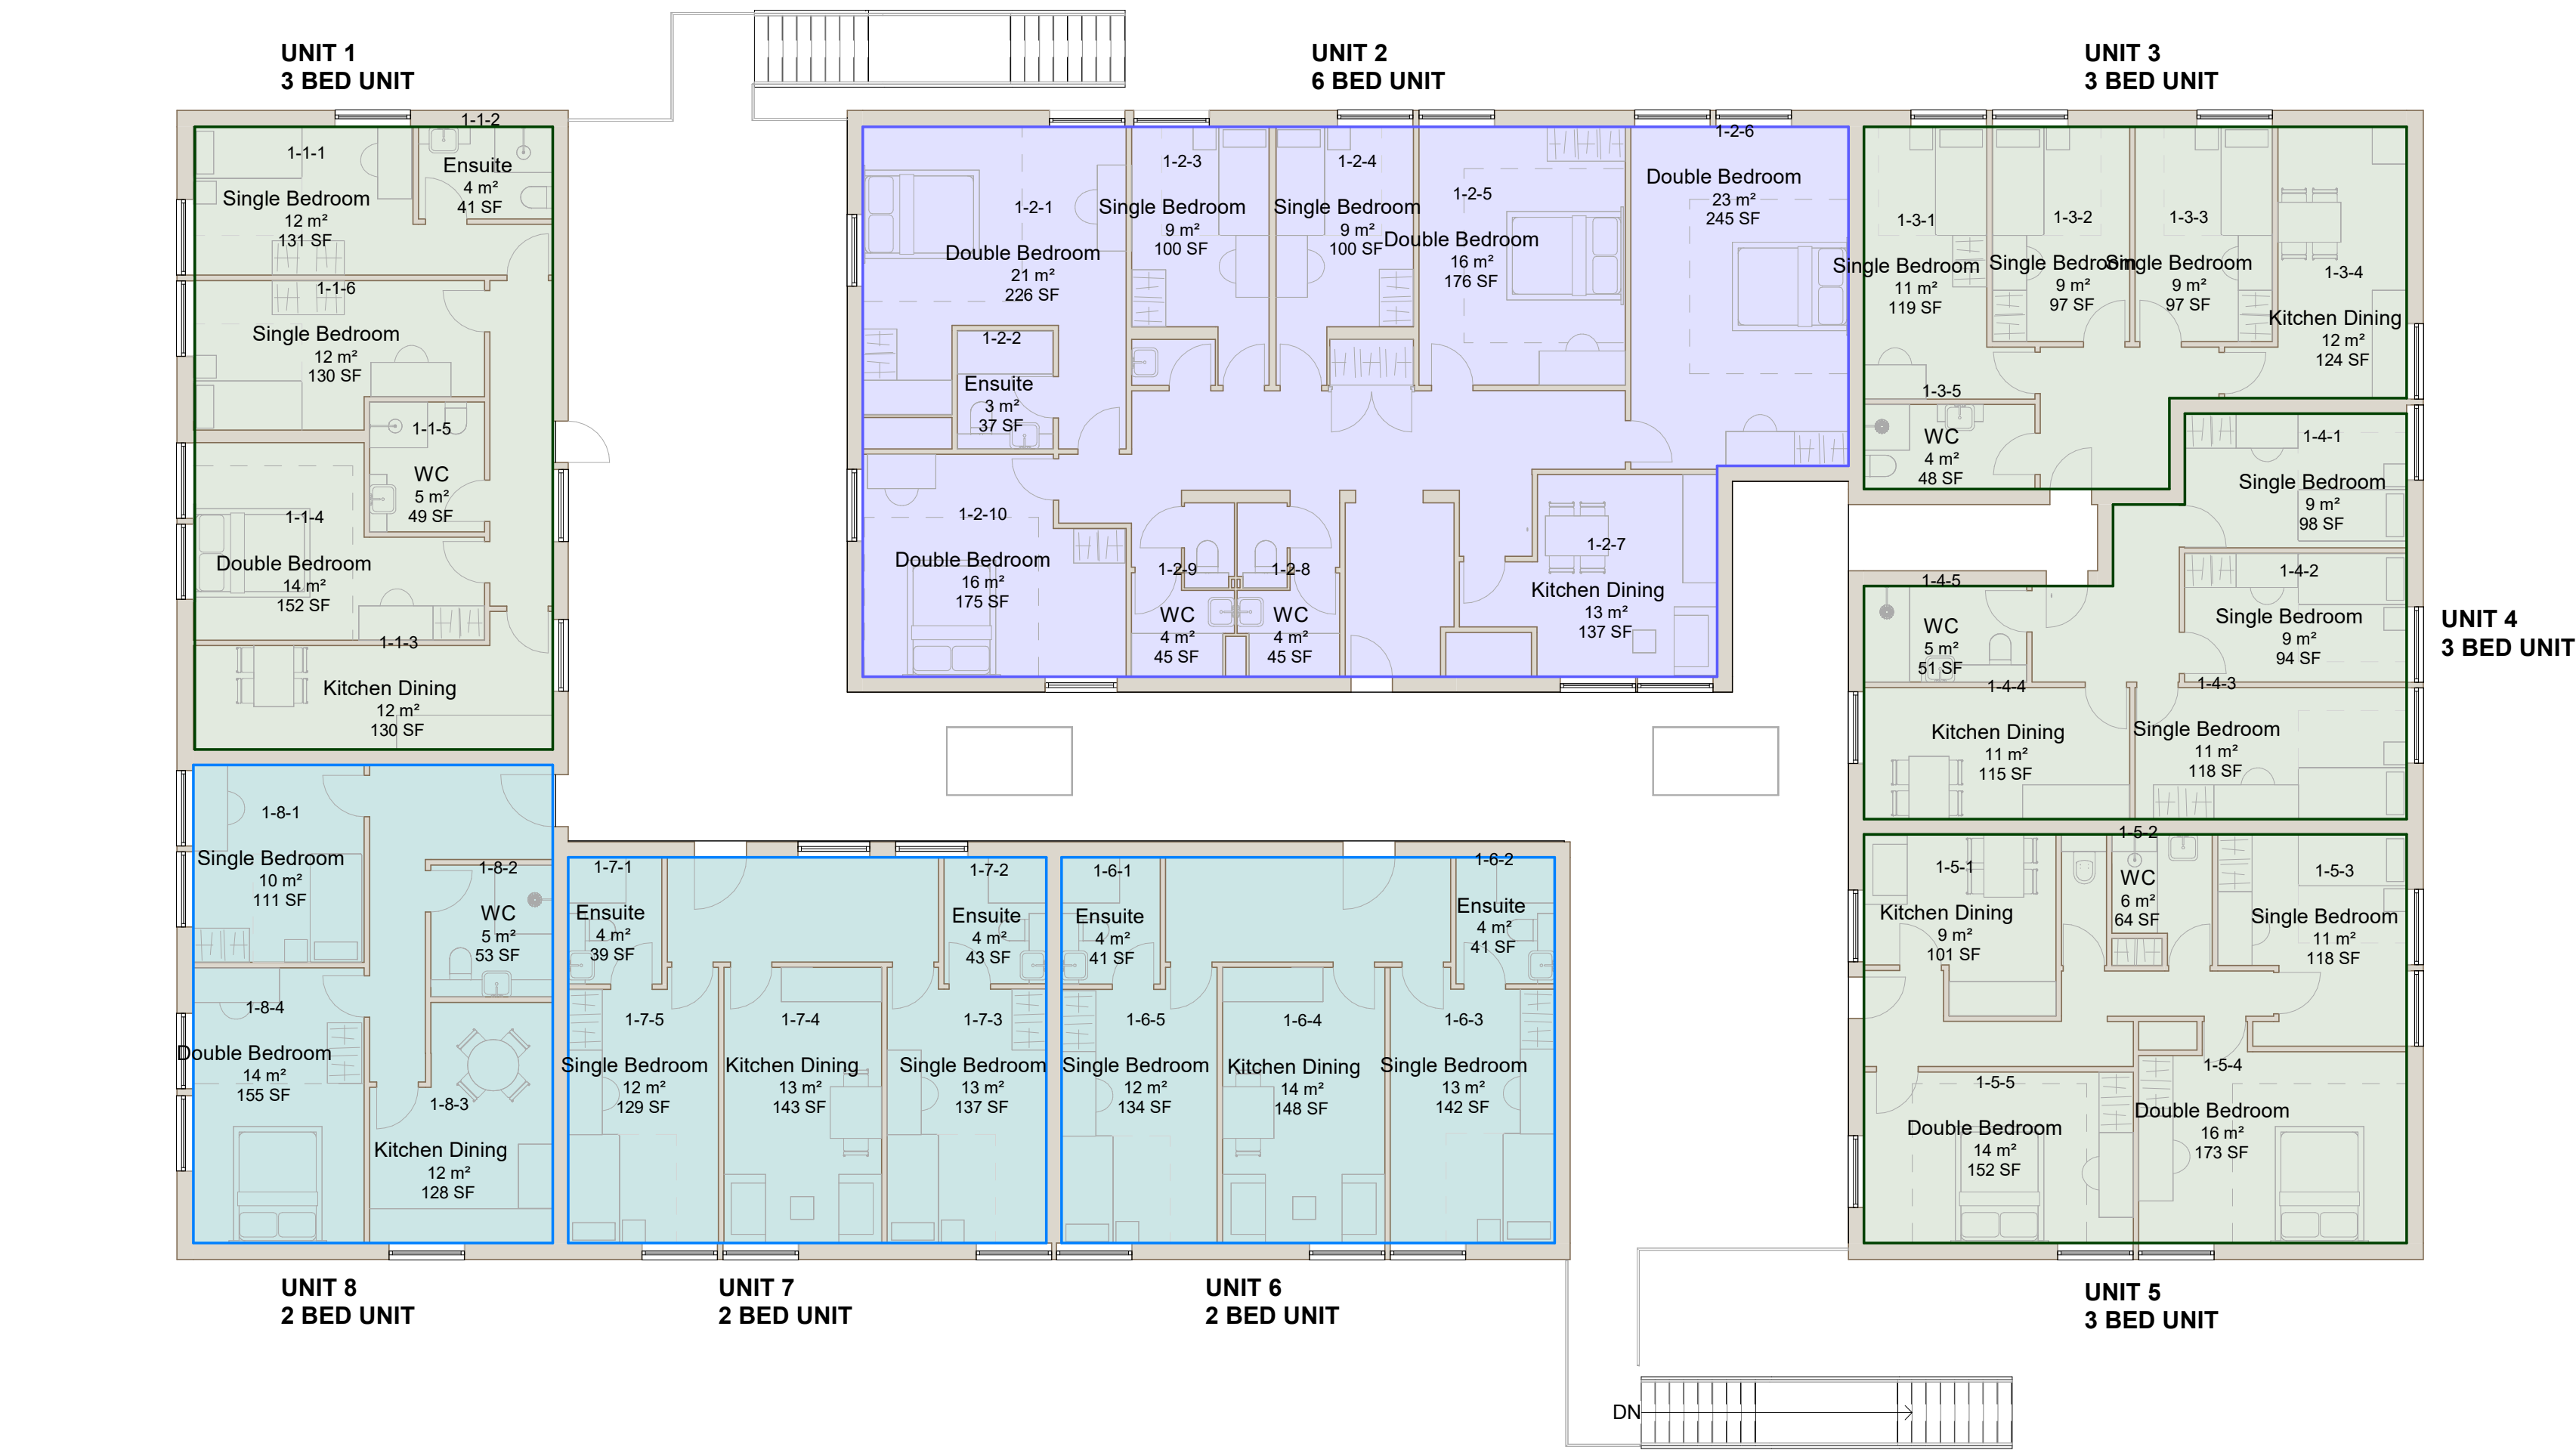 UNIT 1
3 BED UNIT
UNIT 2
6 BED UNIT
UNIT 3
3 BED UNIT
1-1-1
Single Bedroom
12 m²
131 SF
1-1-2
Ensuite
4 m²
41 SF
1-1-6
Single Bedroom
12 m²
130 SF
1-1-5
WC
5 m²
49 SF
1-1-4
Double Bedroom
14 m²
152 SF
1-1-3
Kitchen Dining
12 m²
130 SF
1-2-1
Double Bedroom
21 m²
226 SF
1-2-2
Ensuite
3 m²
37 SF
1-2-3
Single Bedroom
9 m²
100 SF
1-2-4
Single Bedroom
9 m²
100 SF
1-2-5
Double Bedroom
16 m²
176 SF
1-2-6
Double Bedroom
23 m²
245 SF
1-2-10
Double Bedroom
16 m²
175 SF
1-2-9
WC
4 m²
45 SF
1-2-8
WC
4 m²
45 SF
1-2-7
Kitchen Dining
13 m²
137 SF
1-3-1
Single Bedroom
11 m²
119 SF
1-3-2
Single Bedroom
9 m²
97 SF
1-3-3
Single Bedroom
9 m²
97 SF
1-3-4
Kitchen Dining
12 m²
124 SF
1-3-5
WC
4 m²
48 SF
1-4-1
Single Bedroom
9 m²
98 SF
1-4-2
Single Bedroom
9 m²
94 SF
UNIT 4
3 BED UNIT
1-4-5
WC
5 m²
51 SF
1-4-4
Kitchen Dining
11 m²
115 SF
1-4-3
Single Bedroom
11 m²
118 SF
1-8-1
Single Bedroom
10 m²
111 SF
1-8-2
WC
5 m²
53 SF
1-8-4
Double Bedroom
14 m²
155 SF
1-8-3
Kitchen Dining
12 m²
128 SF
1-7-1
Ensuite
4 m²
39 SF
1-7-2
Ensuite
4 m²
43 SF
1-7-5
Single Bedroom
12 m²
129 SF
1-7-4
Kitchen Dining
13 m²
143 SF
1-7-3
Single Bedroom
13 m²
137 SF
1-6-1
Ensuite
4 m²
41 SF
1-6-2
Ensuite
4 m²
41 SF
1-6-5
Single Bedroom
12 m²
134 SF
1-6-4
Kitchen Dining
14 m²
148 SF
1-6-3
Single Bedroom
13 m²
142 SF
1-5-1
Kitchen Dining
9 m²
101 SF
1-5-2
WC
6 m²
64 SF
1-5-3
Single Bedroom
11 m²
118 SF
1-5-5
Double Bedroom
14 m²
152 SF
1-5-4
Double Bedroom
16 m²
173 SF
UNIT 8
2 BED UNIT
UNIT 7
2 BED UNIT
UNIT 6
2 BED UNIT
UNIT 5
3 BED UNIT
DN